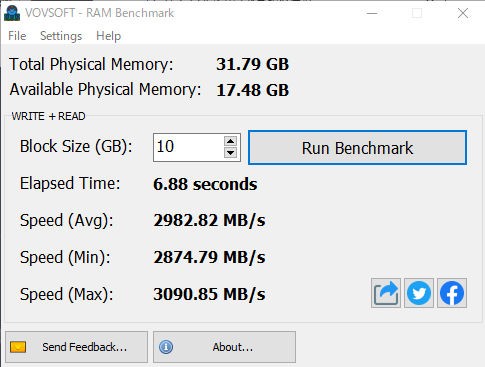 VOVSOFT - RAM Benchmark
File Settings Help
Total Physical Memory: 31.79 GB
Available Physical Memory: 17.48 GB
WRITE + READ
Block Size (GB): 10 Run Benchmark
Elapsed Time: 6.88 seconds
Speed (Avg): 2982.82 MB/s
Speed (Min): 2874.79 MB/s
Speed (Max): 3090.85 MB/s
Send Feedback... About...